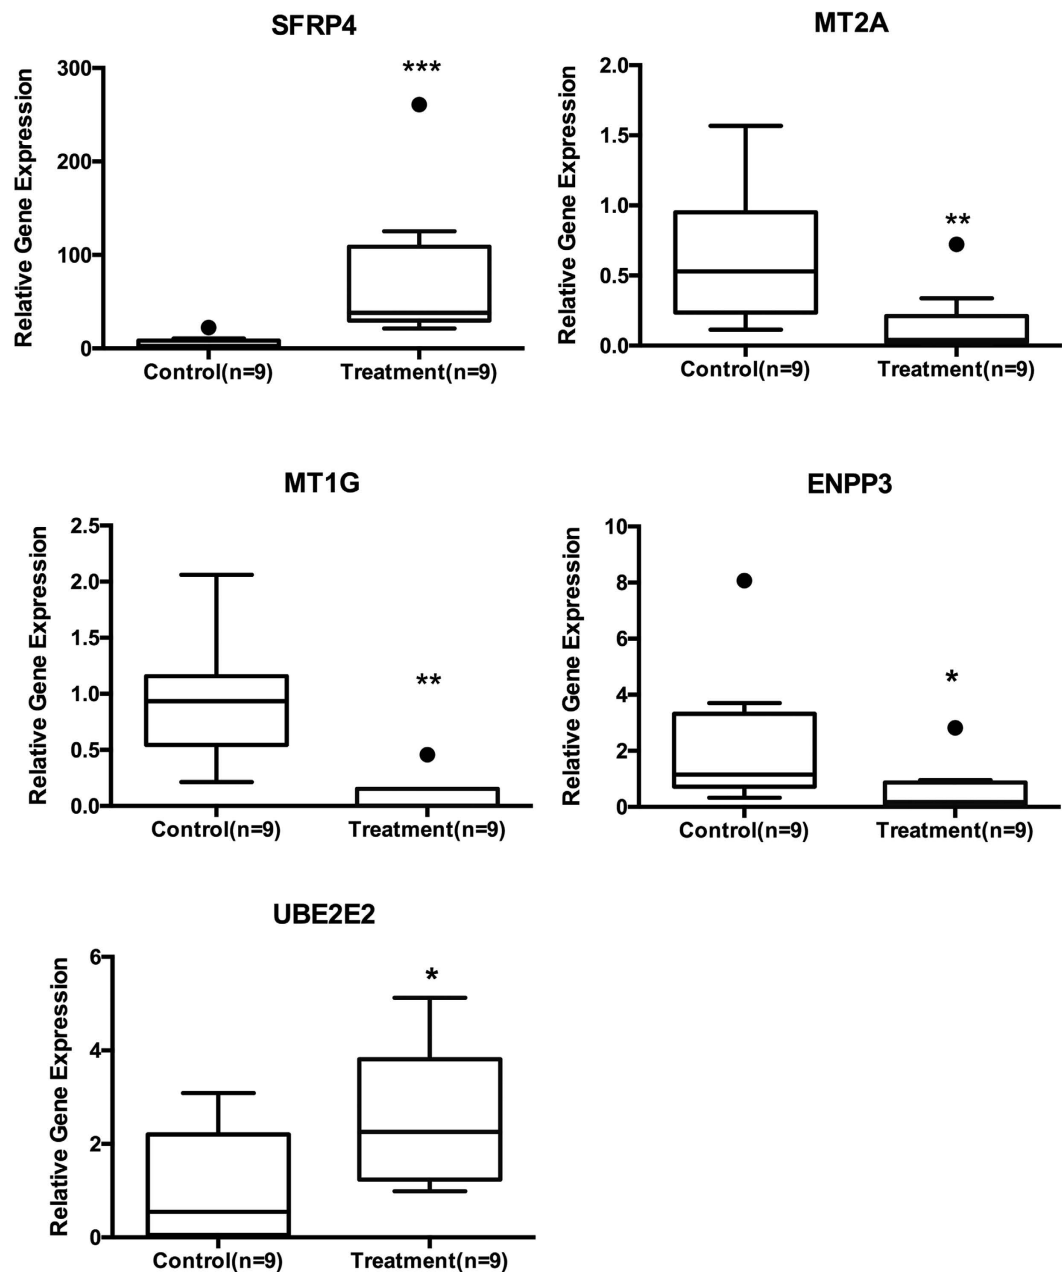 SFRP4
Relative Gene Expression
300
200
100
0
***
Control(n=9) Treatment(n=9)
MT2A
Relative Gene Expression
2.0
1.5
1.0
0.5
0.0
**
Control(n=9) Treatment(n=9)
MT1G
Relative Gene Expression
2.5
2.0
1.5
1.0
0.5
0.0
**
Control(n=9) Treatment(n=9)
ENPP3
Relative Gene Expression
10
8
6
4
2
0
*
Control(n=9) Treatment(n=9)
UBE2E2
Relative Gene Expression
6
4
2
0
*
Control(n=9) Treatment(n=9)